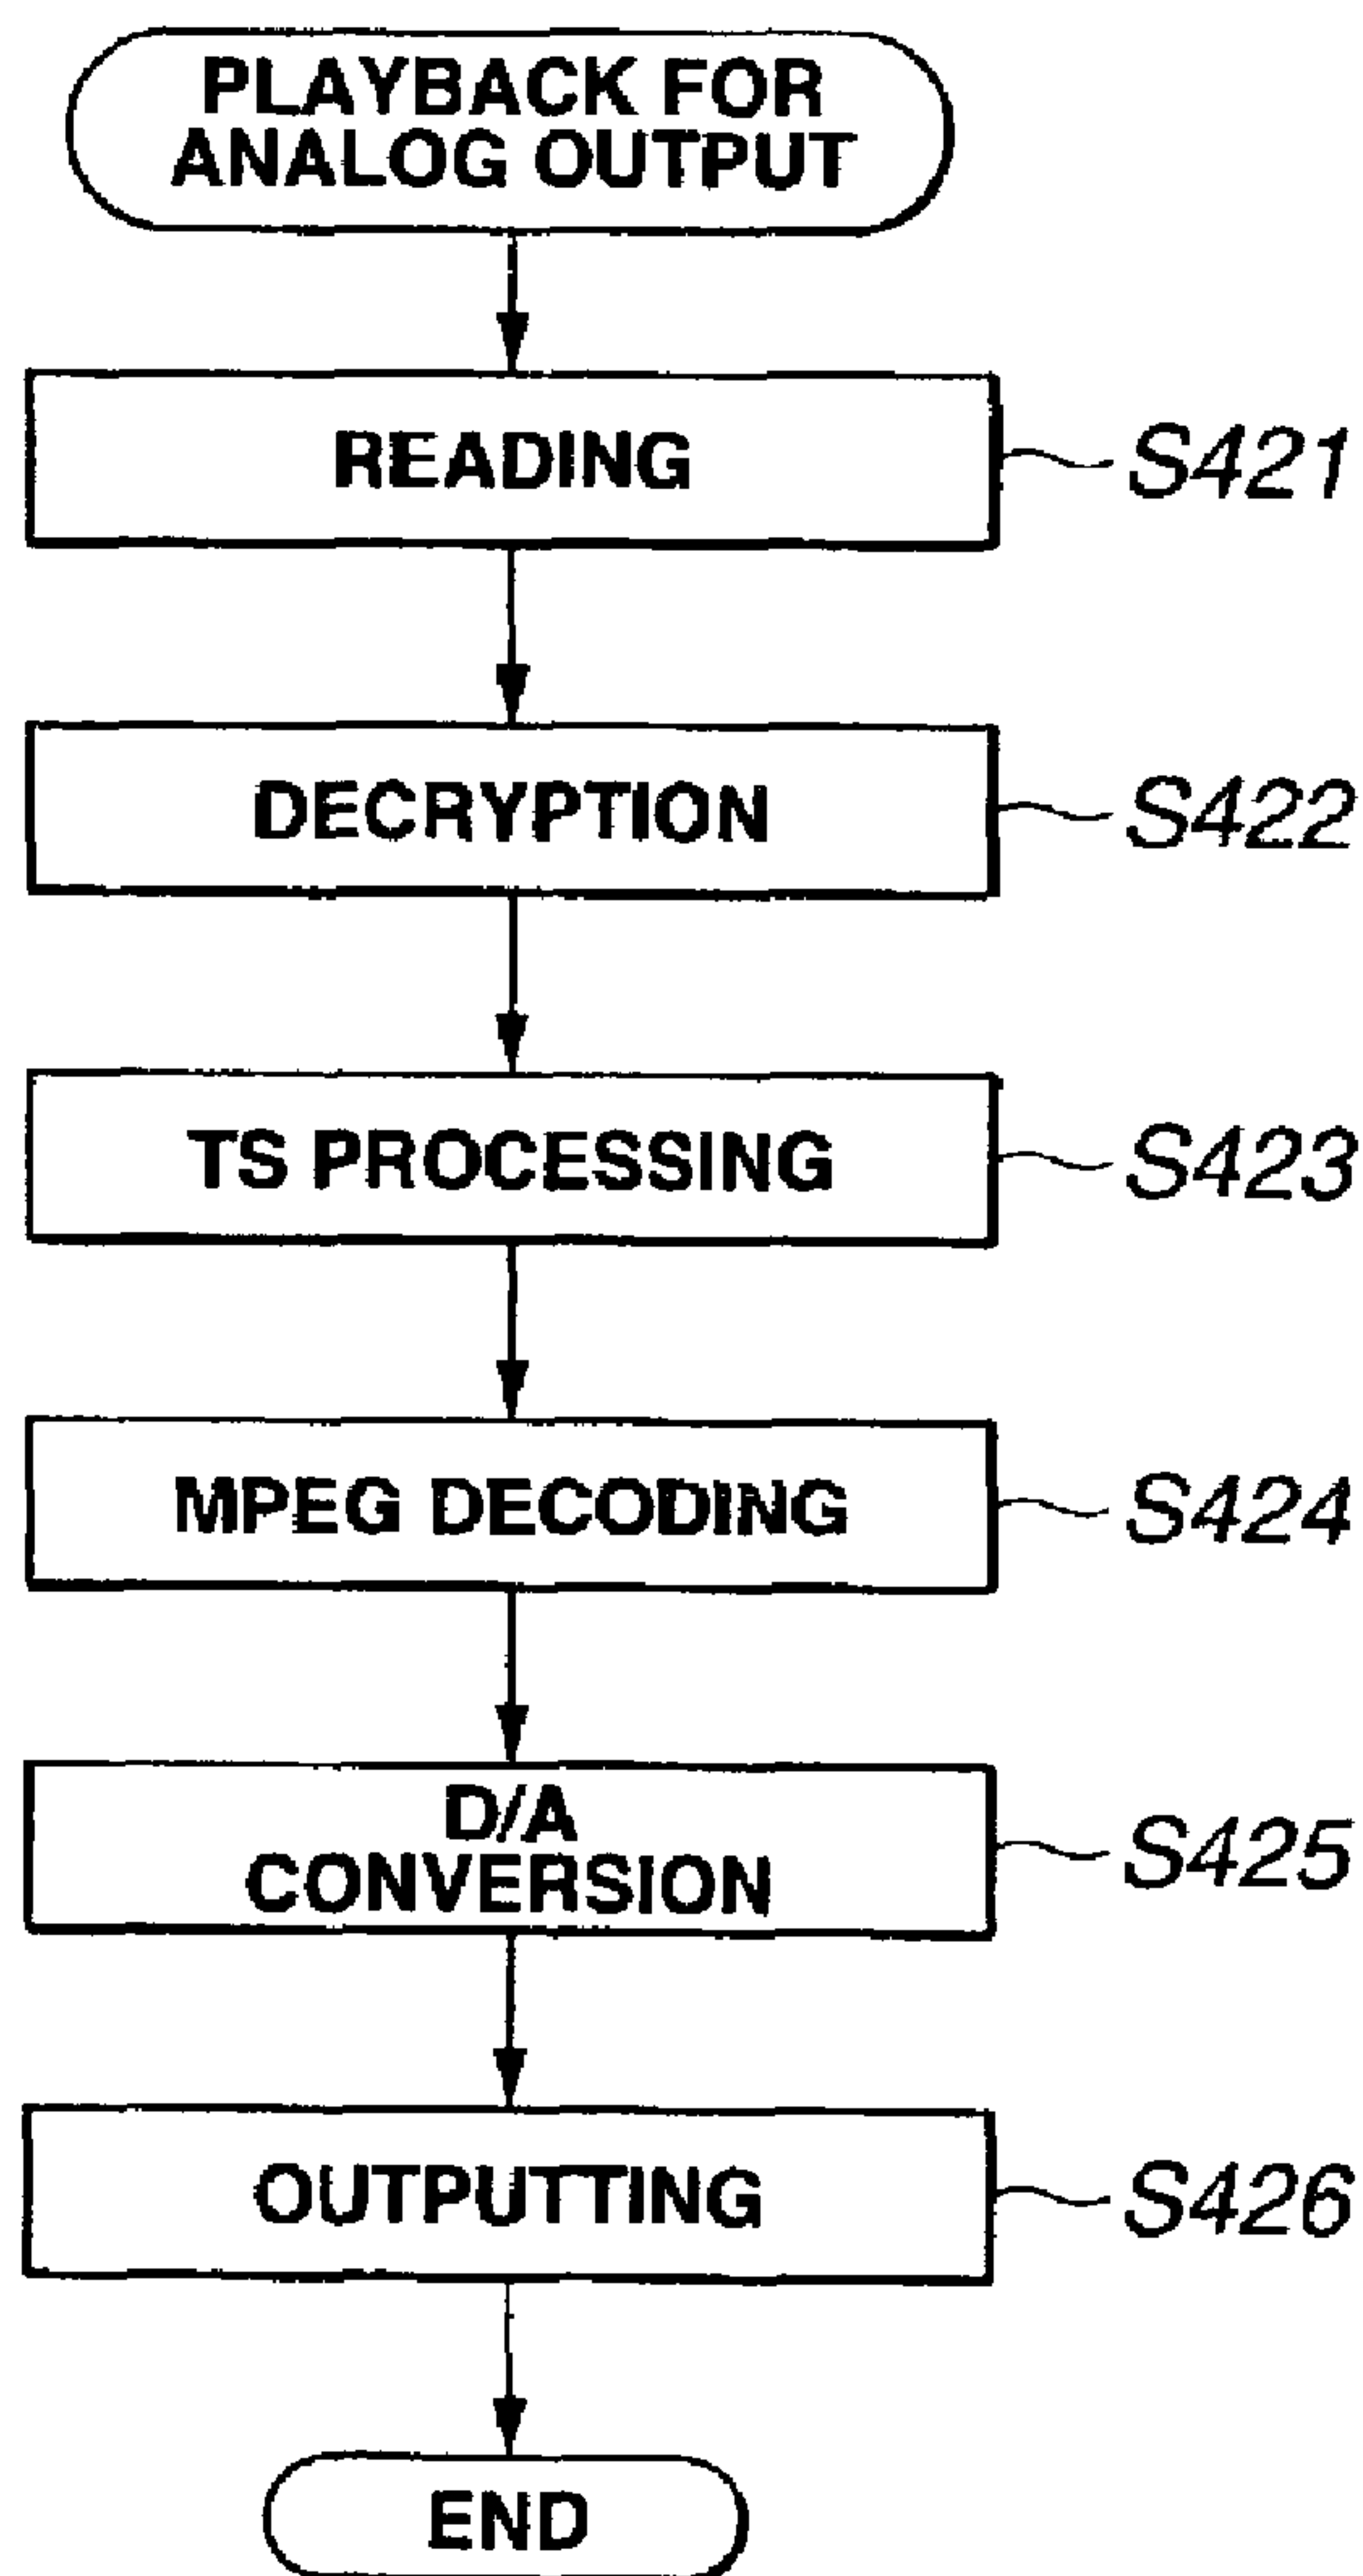 PLAYBACK FOR
ANALOG OUTPUT
READING
S421
DECRYPTION
S422
TS PROCESSING
S423
MPEG DECODING
S424
D/A
CONVERSION
S425
OUTPUTTING
S426
END